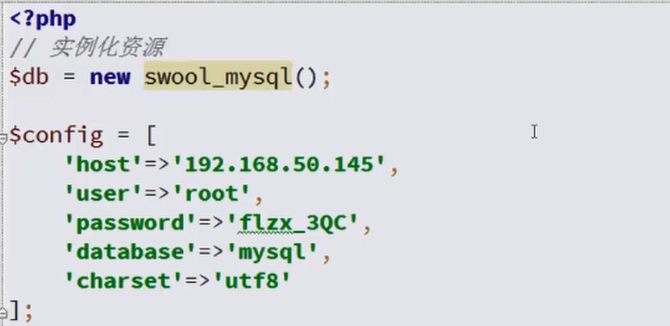 <?php
// 实例化资源
$db = new swool_mysql();
$config = [
'host'=>'192.168.50.145',
'user'=>'root',
'password'=>'flzx_3QC',
'database'=>'mysql',
'charset'=>'utf8'
];